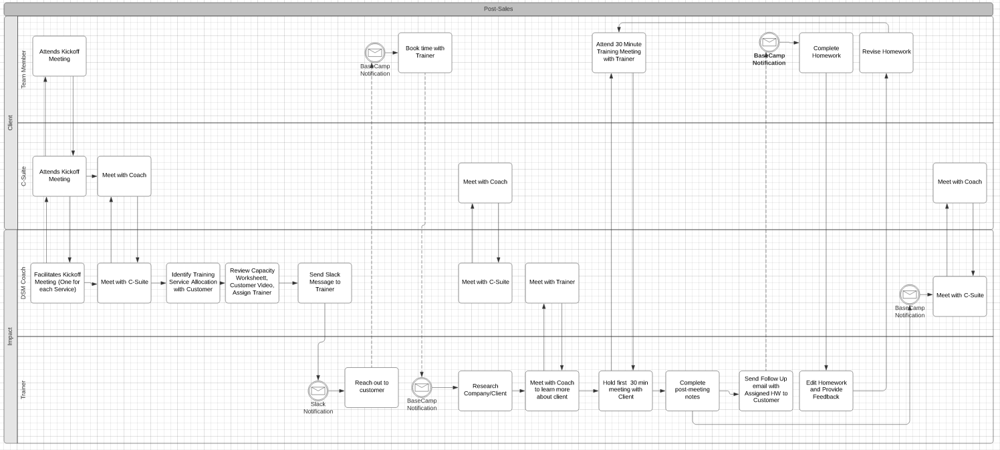 Post-Sales
Client
Team Member
Attends Kickoff
Meeting
BaseCamp
Notification
Book time with
Trainer
Attend 30 Minute
Training Meeting
with Trainer
BaseCamp
Notification
Complete
Homework
Revise Homework
C-Suite
Attends Kickoff
Meeting
Meet with Coach
Meet with Coach
Meet with Coach
Impact
DSM Coach
Facilitates Kickoff
Meeting (One for
each Service)
Meet with C-Suite
Identify Training
Service Allocation
with Customer
Review Capacity
Worksheett,
Customer Video,
Assign Trainer
Send Slack
Message to
Trainer
Meet with C-Suite
Meet with Trainer
BaseCamp
Notification
Meet with C-Suite
Trainer
Slack
Notification
Reach out to
customer
BaseCamp
Notification
Research
Company/Client
Meet with Coach
to learn more
about client
Hold first 30 min
meeting with
Client
Complete
post-meeting
notes
Send Follow Up
email with
Assigned HW to
Customer
Edit Homework
and Provide
Feedback